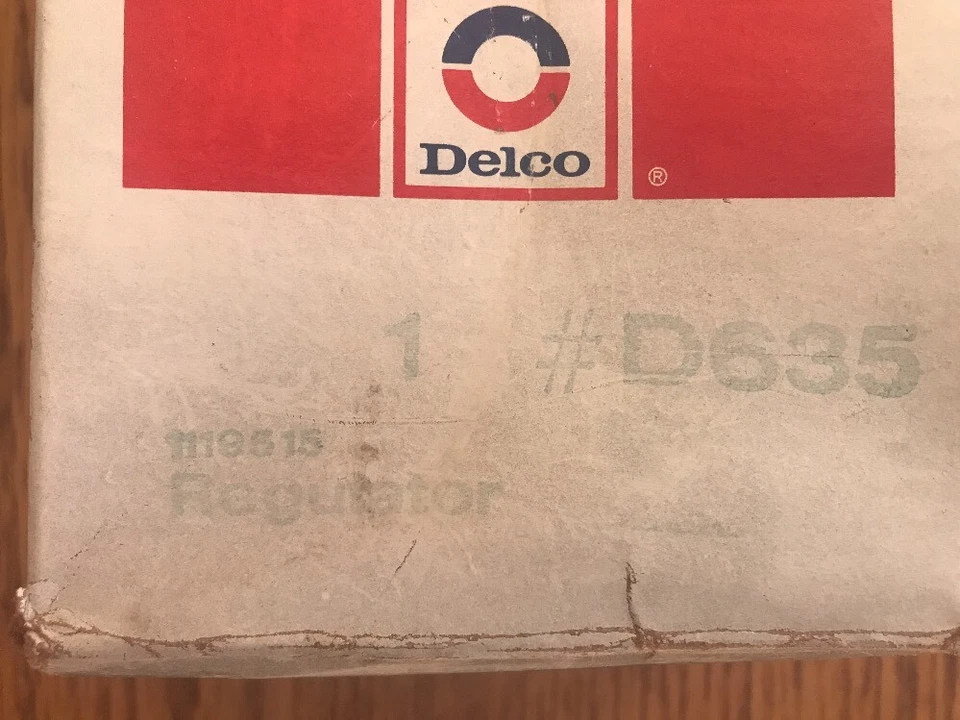 Delco
®
1 #D635
1119515
Regulator